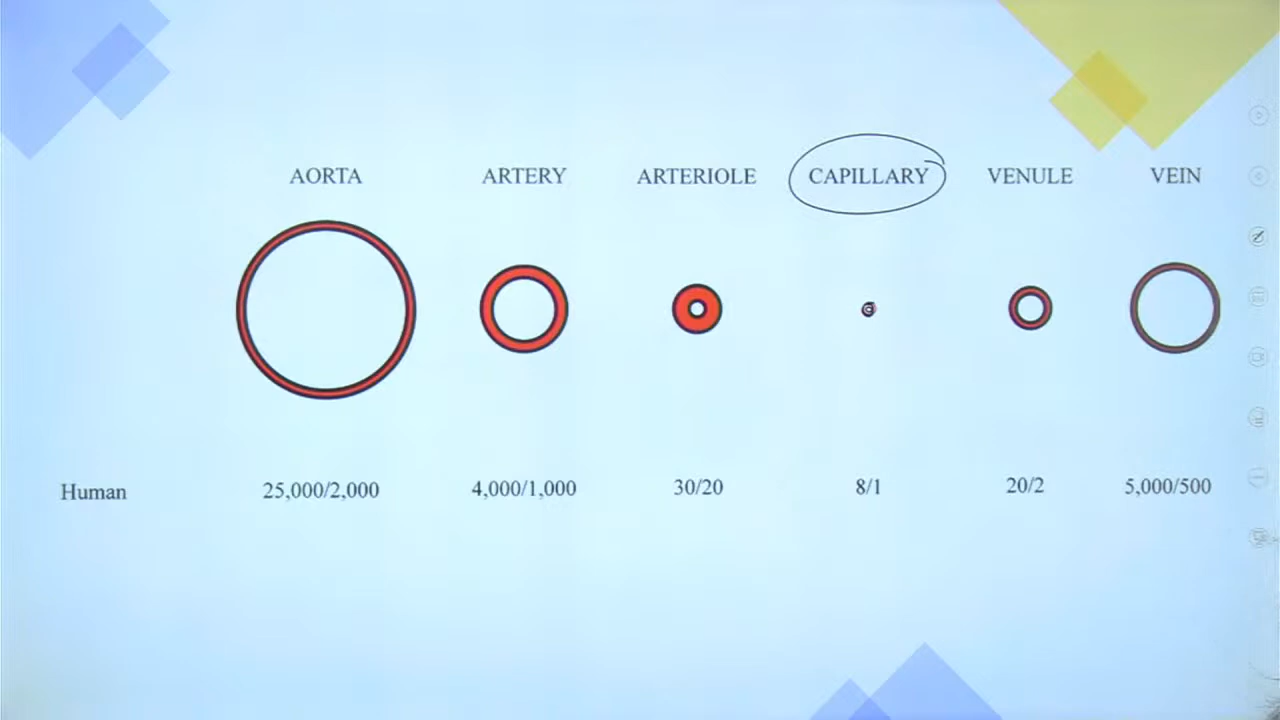 AORTA ARTERY ARTERIOLE CAPILLARY VENULE VEIN
Human 25,000/2,000 4,000/1,000 30/20 8/1 20/2 5,000/500